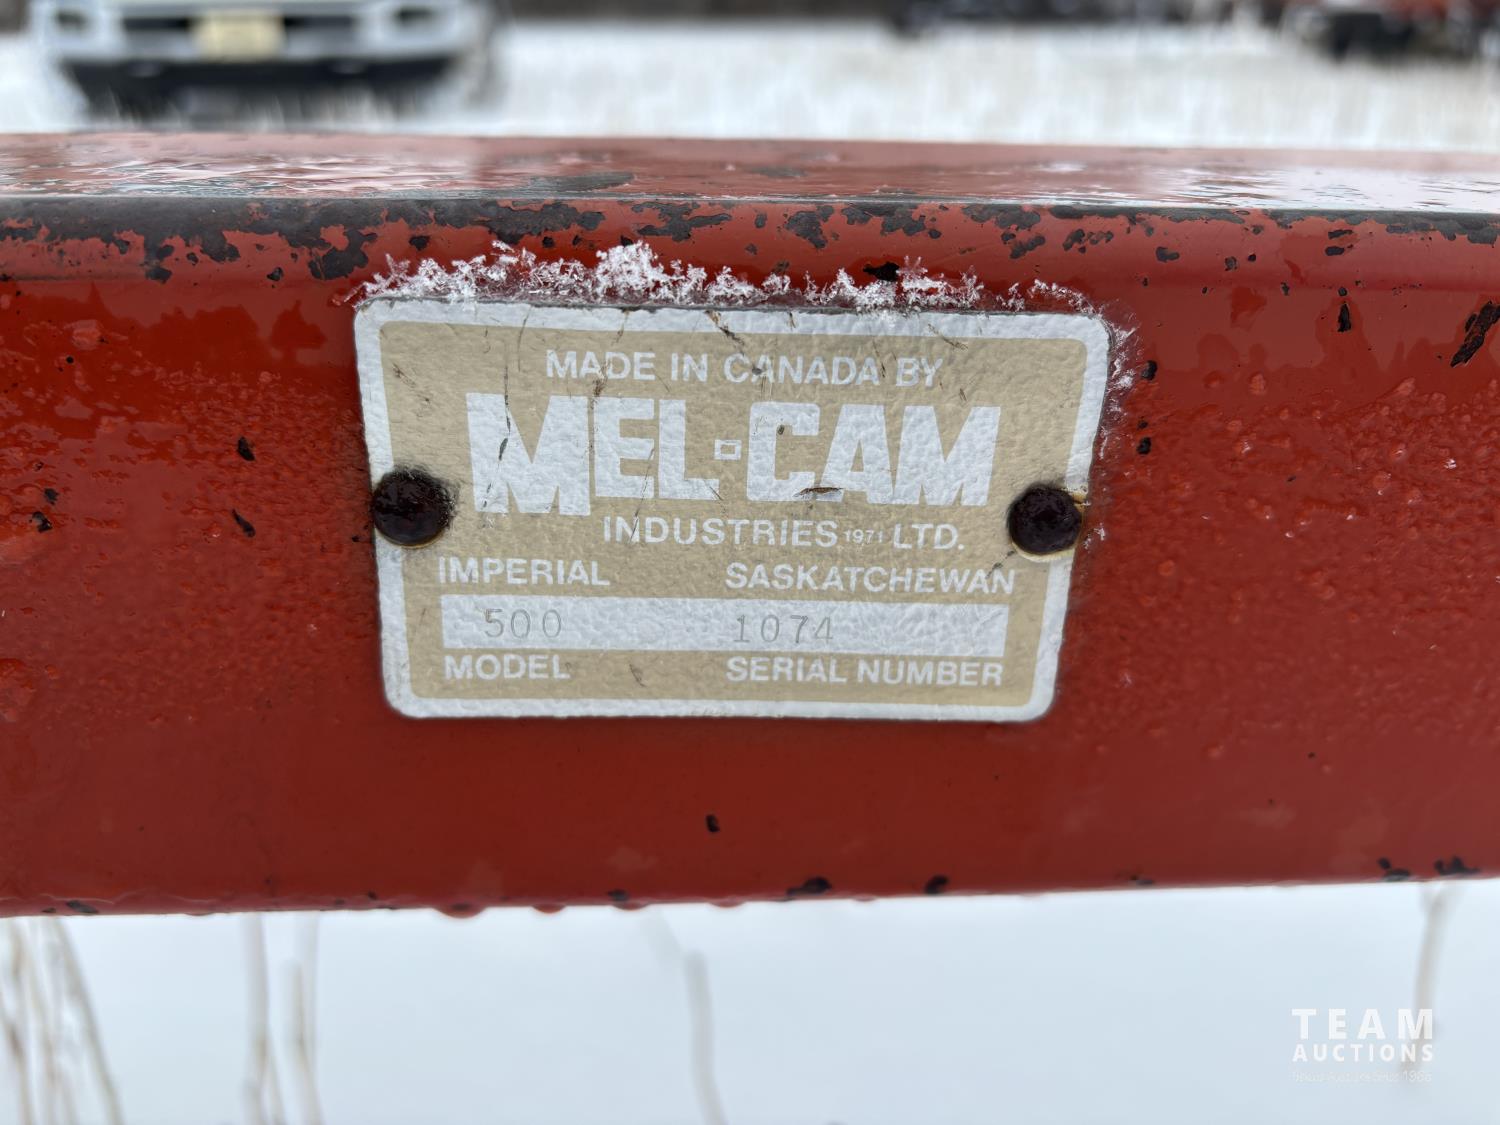 MADE IN CANADA BY
MEL-CAM
INDUSTRIES 1971 LTD.
IMPERIAL SASKATCHEWAN
500 1074
MODEL SERIAL NUMBER
TEAM
AUCTIONS